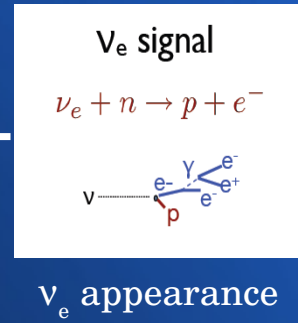 νₑ signal
νₑ + n → p + e⁻
γ e⁻
e- e⁺
ν e⁻
p
νₑ appearance